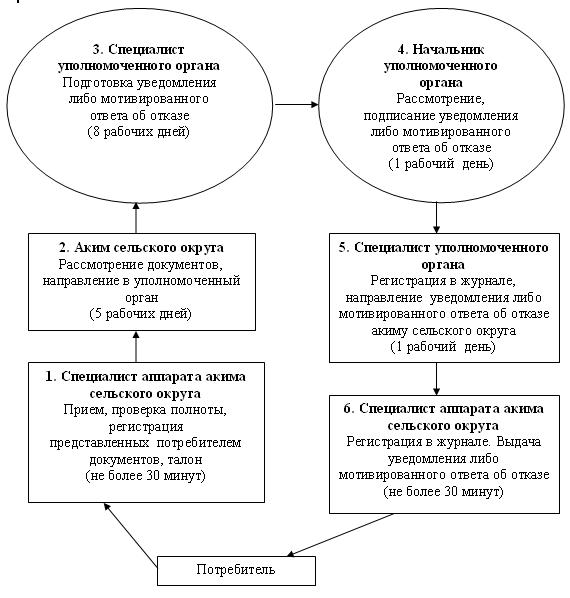 3. Специалист
уполномоченного органа
Подготовка уведомления
либо мотивированного
ответа об отказе
(8 рабочих дней)
4. Начальник
уполномоченного
органа
Рассмотрение,
подписание уведомления
либо мотивированного
ответа об отказе
(1 рабочий день)
2. Аким сельского округа
Рассмотрение документов,
направление в уполномоченный
орган
(5 рабочих дней)
5. Специалист уполномоченного
органа
Регистрация в журнале,
направление уведомления либо
мотивированного ответа об отказе
акиму сельского округа
(1 рабочий день)
1. Специалист аппарата акима
сельского округа
Прием, проверка полноты,
регистрация
представленных потребителем
документов, талон
(не более 30 минут)
6. Специалист аппарата акима
сельского округа
Регистрация в журнале. Выдача
уведомления либо
мотивированного ответа об отказе
(не более 30 минут)
Потребитель